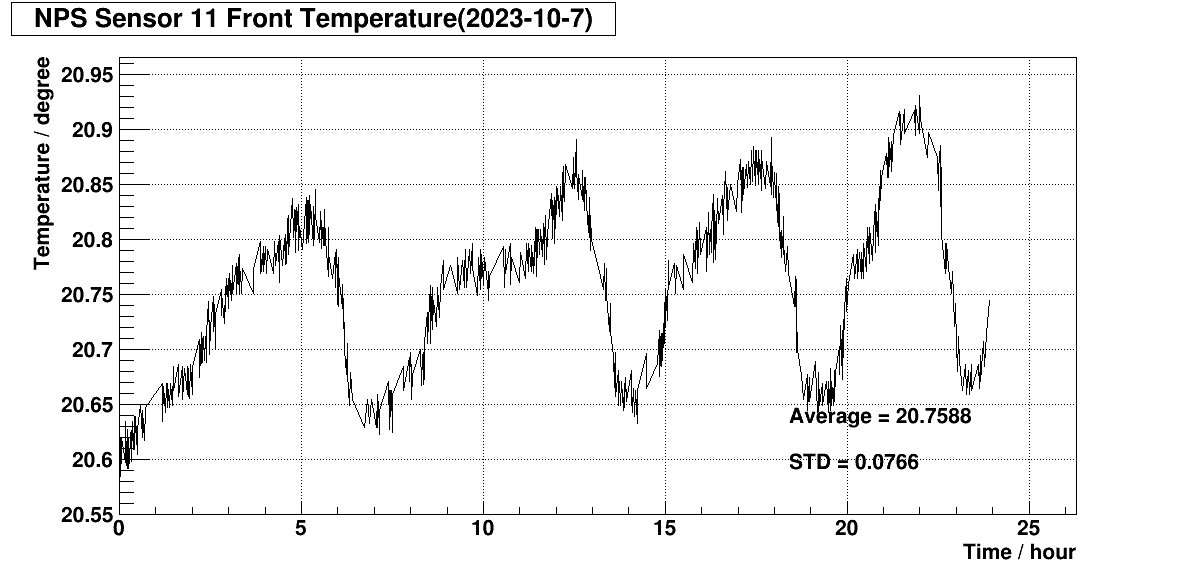 NPS Sensor 11 Front Temperature(2023-10-7)
Temperature / degree
20.95
20.9
20.85
20.8
20.75
20.7
20.65
20.6
20.55
Average = 20.7588
STD = 0.0766
0 5 10 15 20 25
Time / hour